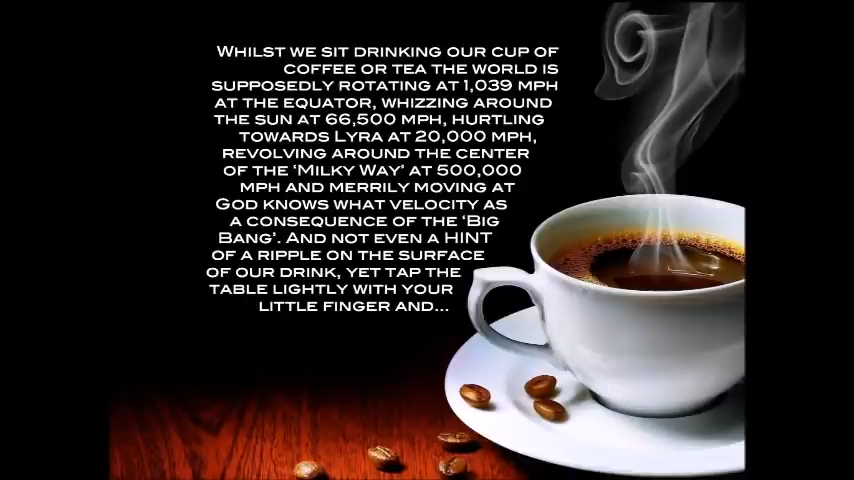 Whilst we sit drinking our cup of
coffee or tea the world is
supposedly rotating at 1,039 mph
at the equator, whizzing around
the sun at 66,500 mph, hurtling
towards Lyra at 20,000 mph,
revolving around the center
of the ‘Milky Way’ at 500,000
mph and merrily moving at
God knows what velocity as
a consequence of the ‘Big
Bang’. And not even a hint
of a ripple on the surface
of our drink, yet tap the
table lightly with your
little finger and...